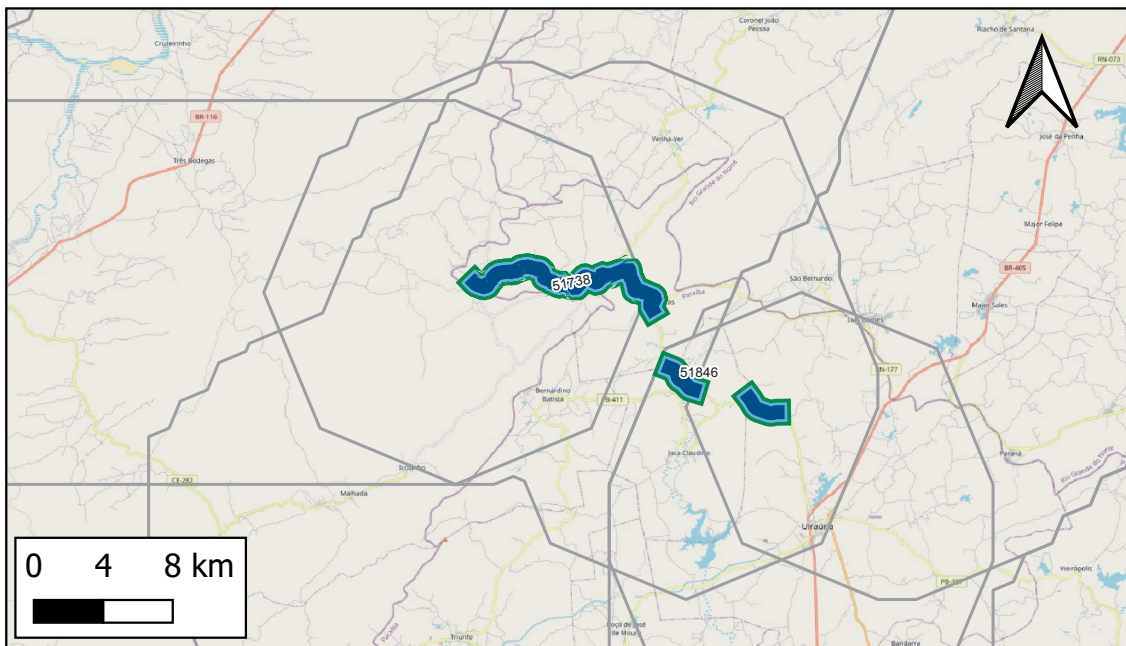 Cruzeirinho
Coronel João
Pessoa
Riacho de Santana
RN-073
BR-116
Venha-Ver
José da Penha
Três Bodegas
Rio Grande do Norte
Major Felipe
BR-405
51738
São Bernardo
Paraíba
Major Sales
Luís Gomes
RN-177
51846
Bernardino
Batista
PB-411
Joca Claudino
Paraná
Rio Grande do Norte
Icozinho
CE-282
Malhada
Uiraúna
0 4 8 km
Vieirópolis
Paraíba
Triunfo
Poço de José
de Moura
Bandarra